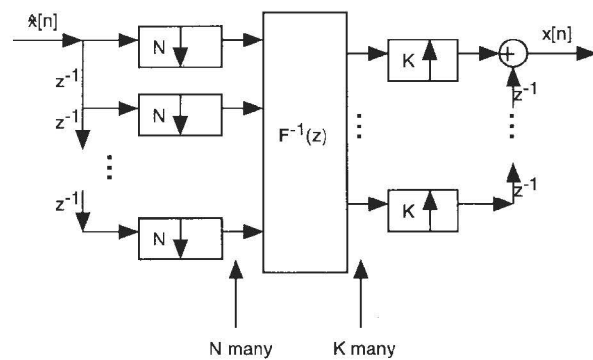 x̂[n]
N
K
x[n]
+
z⁻¹
z⁻¹
z⁻¹
N
F⁻¹(z)
z⁻¹
z⁻¹
N
K
N many
K many